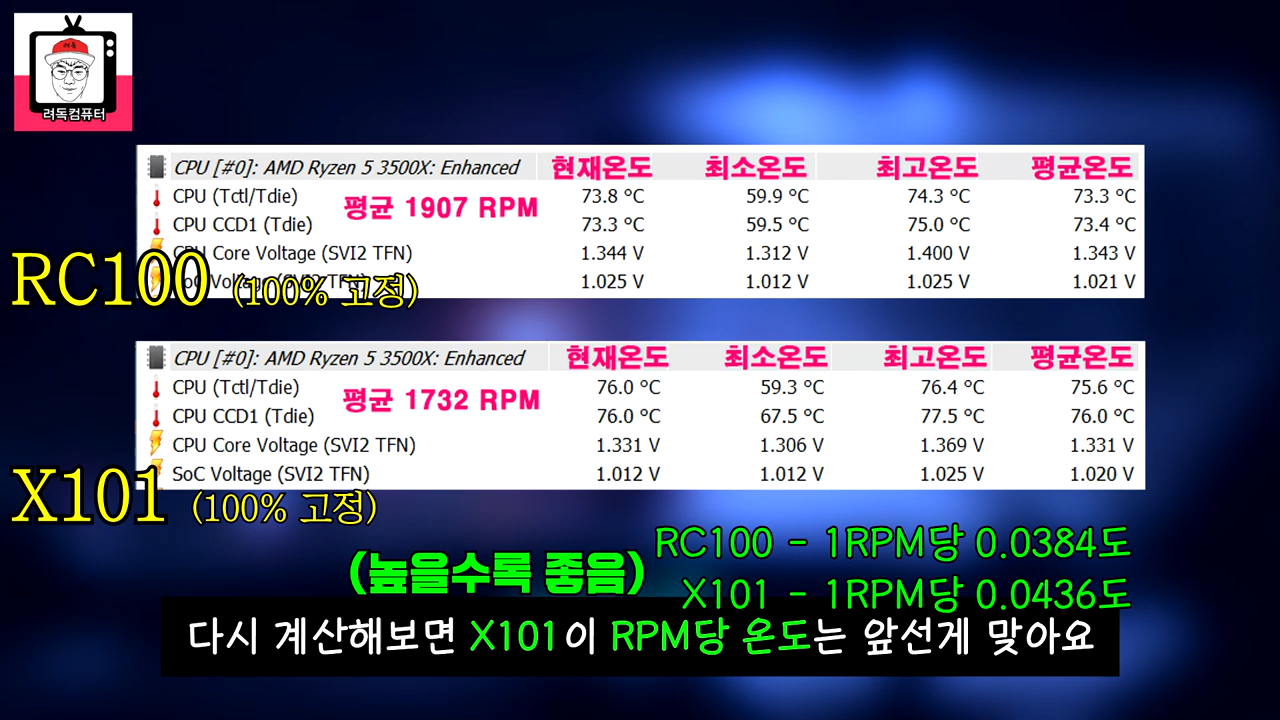 려독
려독컴퓨터
CPU [#0]: AMD Ryzen 5 3500X: Enhanced 현재온도 최소온도 최고온도 평균온도
CPU (Tctl/Tdie) 73.8 °C 59.9 °C 74.3 °C 73.3 °C
평균 1907 RPM
CPU CCD1 (Tdie) 73.3 °C 59.5 °C 75.0 °C 73.4 °C
CPU Core Voltage (SVI2 TFN) 1.344 V 1.312 V 1.400 V 1.343 V
SoC Voltage (SVI2 TFN) 1.025 V 1.012 V 1.025 V 1.021 V
RC100 (100% 고정)
CPU [#0]: AMD Ryzen 5 3500X: Enhanced 현재온도 최소온도 최고온도 평균온도
CPU (Tctl/Tdie) 76.0 °C 59.3 °C 76.4 °C 75.6 °C
평균 1732 RPM
CPU CCD1 (Tdie) 76.0 °C 67.5 °C 77.5 °C 76.0 °C
CPU Core Voltage (SVI2 TFN) 1.331 V 1.306 V 1.369 V 1.331 V
SoC Voltage (SVI2 TFN) 1.012 V 1.012 V 1.025 V 1.020 V
X101 (100% 고정)
RC100 - 1RPM당 0.0384도
(높을수록 좋음)
X101 - 1RPM당 0.0436도
다시 계산해보면 X101이 RPM당 온도는 앞선게 맞아요